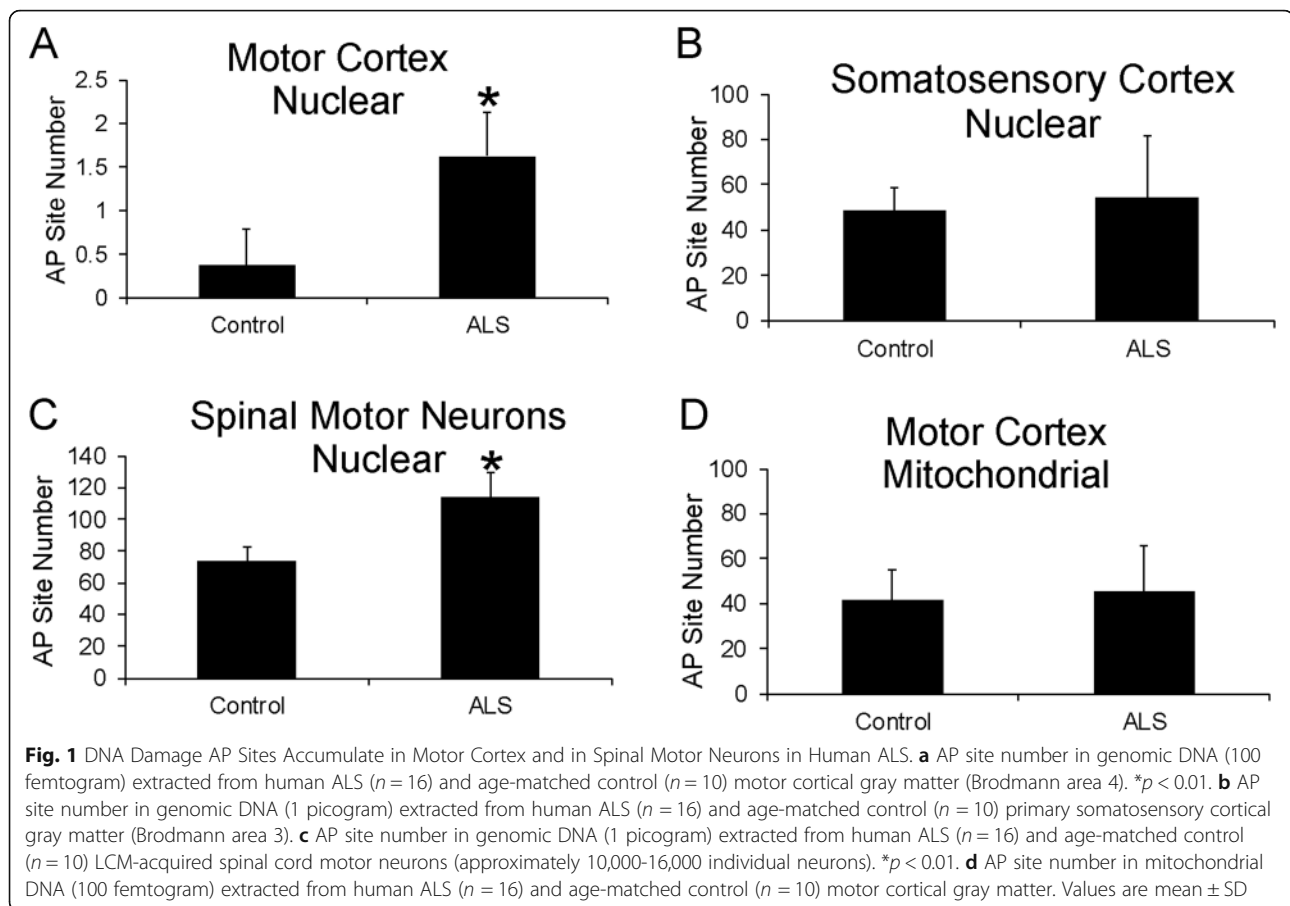 A
Motor Cortex
Nuclear
AP Site Number
2.5
2
1.5
1
0.5
0
*
Control
ALS
B
Somatosensory Cortex
Nuclear
AP Site Number
100
80
60
40
20
0
Control
ALS
C
Spinal Motor Neurons
Nuclear
AP Site Number
140
120
100
80
60
40
20
0
*
Control
ALS
D
Motor Cortex
Mitochondrial
AP Site Number
100
80
60
40
20
0
Control
ALS
Fig. 1 DNA Damage AP Sites Accumulate in Motor Cortex and in Spinal Motor Neurons in Human ALS. a AP site number in genomic DNA (100
femtogram) extracted from human ALS (n = 16) and age-matched control (n = 10) motor cortical gray matter (Brodmann area 4). *p < 0.01. b AP
site number in genomic DNA (1 picogram) extracted from human ALS (n = 16) and age-matched control (n = 10) primary somatosensory cortical
gray matter (Brodmann area 3). c AP site number in genomic DNA (1 picogram) extracted from human ALS (n = 16) and age-matched control
(n = 10) LCM-acquired spinal cord motor neurons (approximately 10,000-16,000 individual neurons). *p < 0.01. d AP site number in mitochondrial
DNA (100 femtogram) extracted from human ALS (n = 16) and age-matched control (n = 10) motor cortical gray matter. Values are mean ± SD